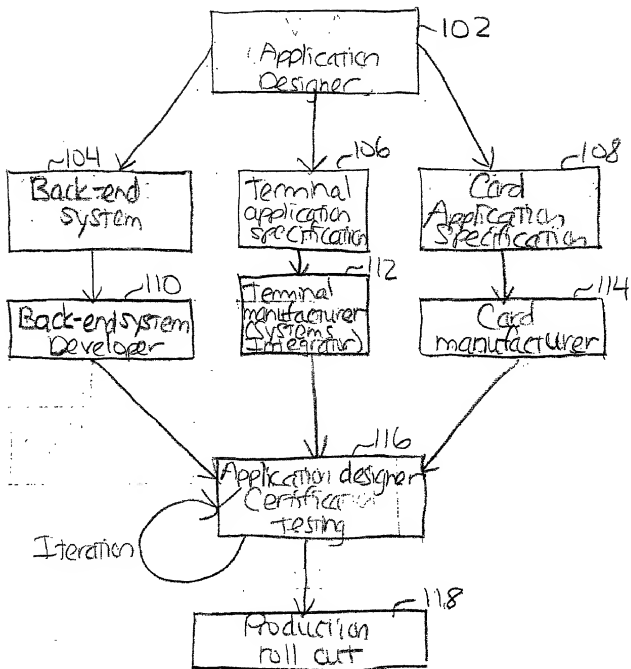 102
Application
Designer
104
106
108
Back-end
system
Terminal
application
specification
Card
Application
Specification
110
112
114
Back-end system
Developer
Terminal
manufacturer
(Systems
Integrator)
Card
manufacturer
116
Application designer
Certification
testing
Iteration
118
Production
roll out